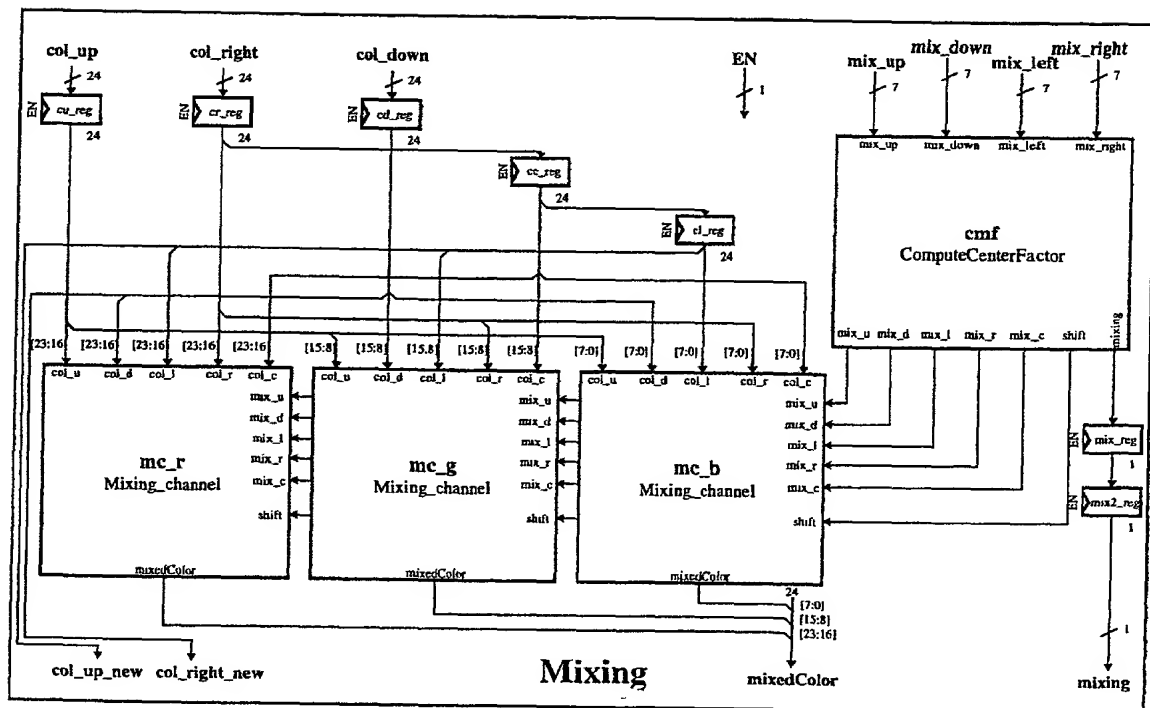 col_up col_right col_down EN mix_up mix_down mix_left mix_right
24 24 24 1 7 7 7 7
EN cu_reg EN cr_reg EN cd_reg
24 24 24
mix_up mix_down mix_left mix_right
EN cc_reg
24
EN cl_reg
24
cmf
ComputeCenterFactor
mix_u mix_d mix_l mix_r mix_c shift mixing
[23:16] [23:16] [23:16] [23:16] [23:16] [15:8] [15:8] [15:8] [15:8] [15:8] [7:0] [7:0] [7:0] [7:0] [7:0]
col_u col_d col_l col_r col_c col_u col_d col_l col_r col_c col_u col_d col_l col_r col_c
mix_u mix_u mix_u
mix_d mix_d mix_d
mix_l mix_l mix_l
mix_r mix_r mix_r
mix_c mix_c mix_c
shift shift shift
mc_r
Mixing_channel
mc_g
Mixing_channel
mc_b
Mixing_channel
EN mix_reg
1
EN mix2_reg
1
mixedColor mixedColor mixedColor
24
[7:0]
[15:8]
[23:16]
1
col_up_new col_right_new Mixing mixedColor mixing